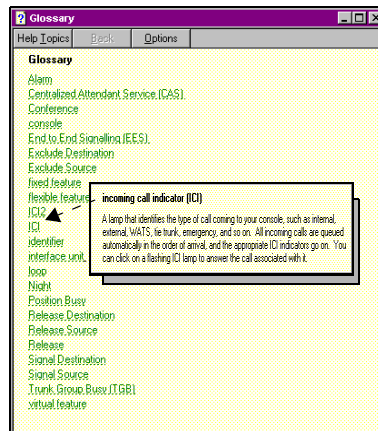 Glossary
Help Topics Back Options
Glossary
Alarm
Centralized Attendant Service (CAS)
Conference
console
End to End Signalling (EES)
Exclude Destination
Exclude Source
fixed feature
flexible feature
ICI2
ICI
identifier
interface unit
loop
Night
Position Busy
Release Destination
Release Source
Release
Signal Destination
Signal Source
Trunk Group Busy (TGB)
virtual feature
incoming call indicator (ICI)
A lamp that identifies the type of call coming to your console, such as internal,
external, WATS, tie trunk, emergency, and so on. All incoming calls are queued
automatically in the order of arrival, and the appropriate ICI indicators go on. You
can click on a flashing ICI lamp to answer the call associated with it.